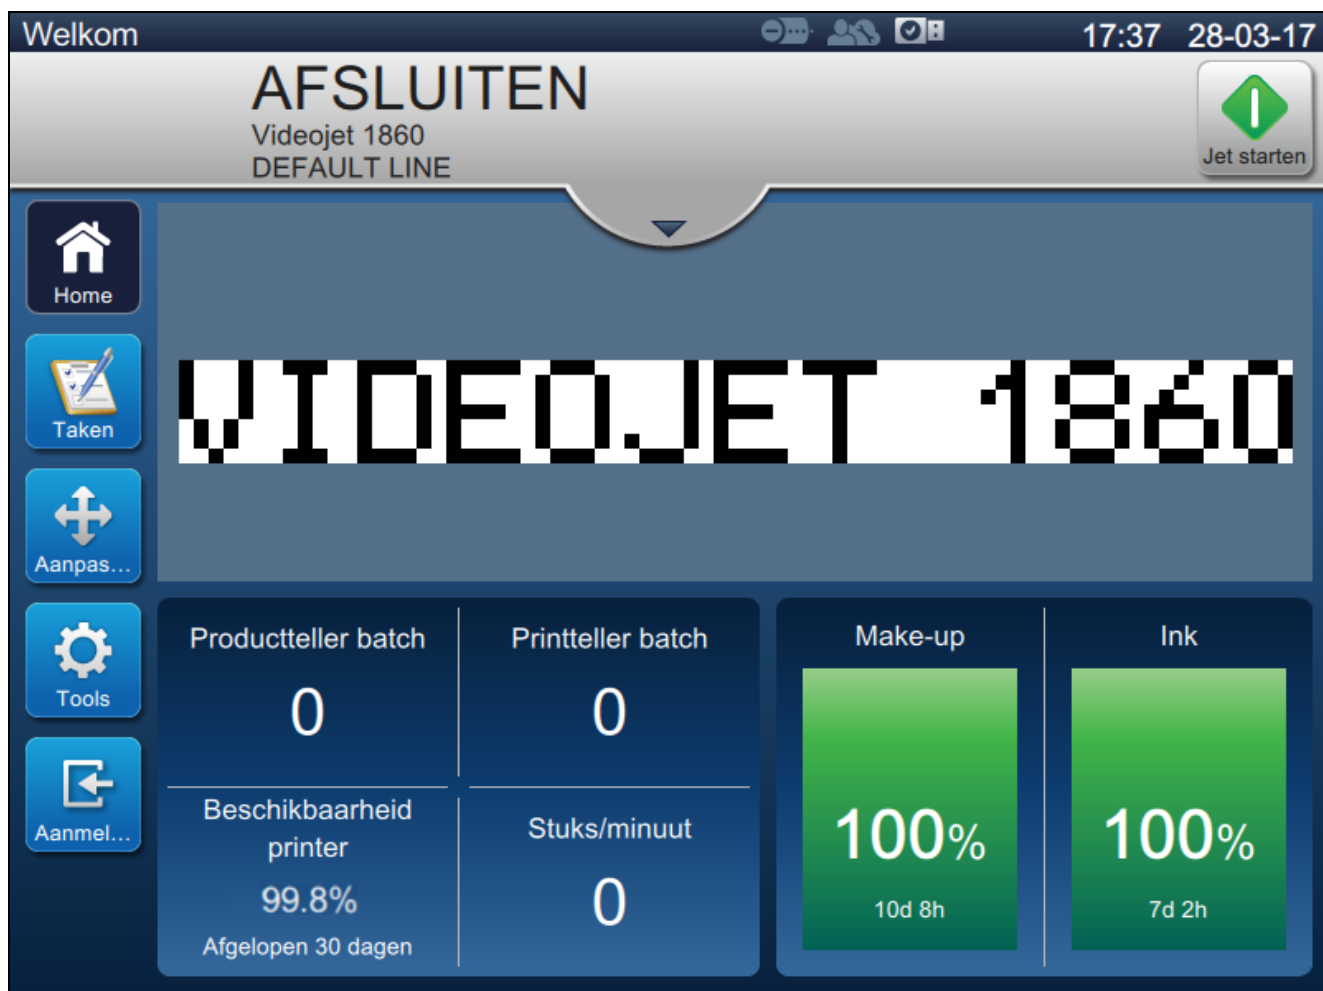 Welkom
17:37 28-03-17
AFSLUITEN
Videojet 1860
DEFAULT LINE
Jet starten
Home
Taken
Aanpas...
Tools
Aanmel...
VIDEOJET 1860
Productteller batch
0
Printteller batch
0
Beschikbaarheid
printer
99.8%
Afgelopen 30 dagen
Stuks/minuut
0
Make-up
100%
10d 8h
Ink
100%
7d 2h